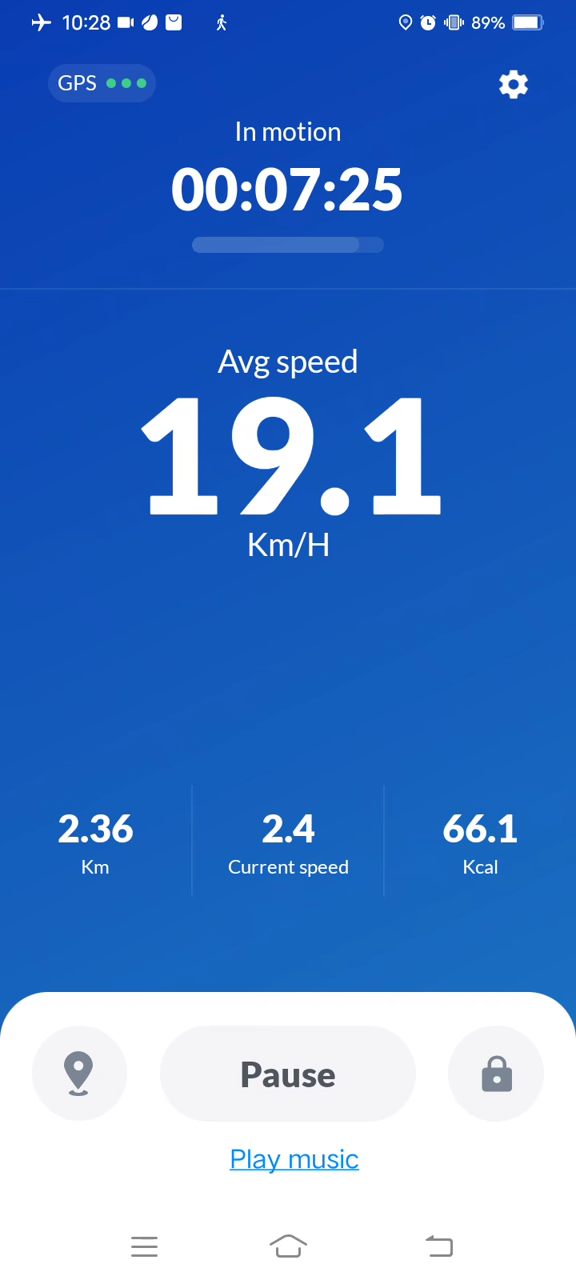 10:28
89%
GPS
In motion
00:07:25
Avg speed
19.1
Km/H
2.36
Km
2.4
Current speed
66.1
Kcal
Pause
Play music